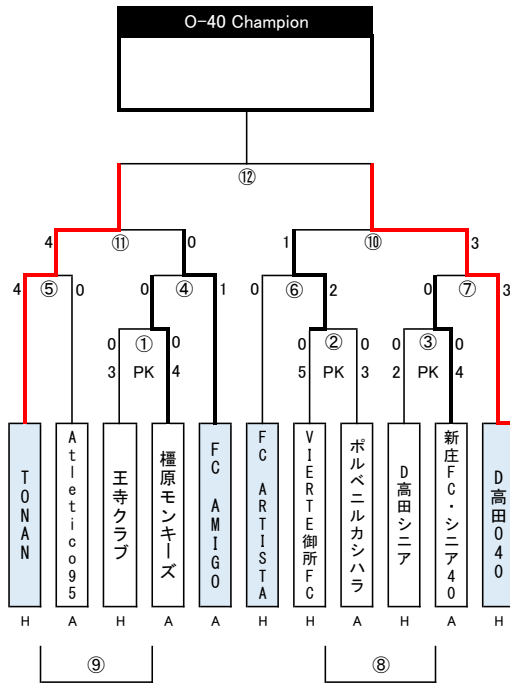 O-40 Champion
⑫
4 ⑪ 0 1 ⑩ 3
4 ⑤ 0 0 ④ 1 0 ⑥ 2 0 ⑦ 3
0 ① 0 0 ② 0 0 ③ 0
3 PK 4 5 PK 3 2 PK 4
TONAN
Atletico95
王寺クラブ
橿原モンキーズ
FC AMIGO
FC ARTISTA
VIERTE御所FC
ポルベニルカシハラ
D高田シニア
新庄FC・シニア40
D高田O40
H A H A A H H A H A H
⑨ ⑧